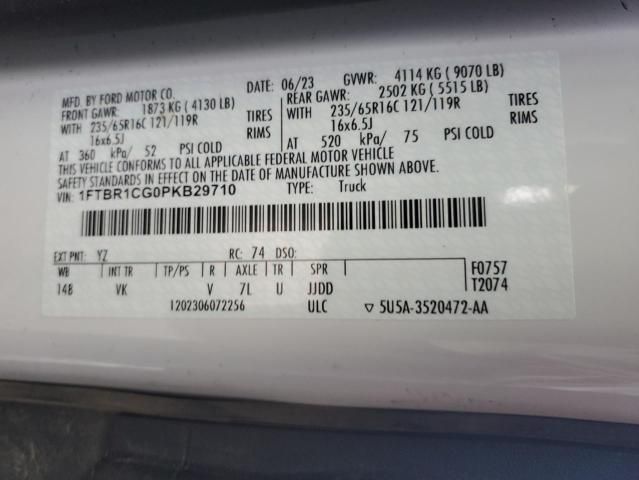 MFD. BY FORD MOTOR CO.
DATE: 06/23 GVWR: 4114 KG ( 9070 LB)
FRONT GAWR: 1873 KG ( 4130 LB)
REAR GAWR: 2502 KG ( 5515 LB)
WITH 235/65R16C 121/119R TIRES
WITH 235/65R16C 121/119R TIRES
16x6.5J RIMS
16x6.5J RIMS
AT 360 kPa/ 52 PSI COLD
AT 520 kPa/ 75 PSI COLD
THIS VEHICLE CONFORMS TO ALL APPLICABLE FEDERAL MOTOR VEHICLE
SAFETY STANDARDS IN EFFECT ON THE DATE OF MANUFACTURE SHOWN ABOVE.
VIN: 1FTBR1CG0PKB29710 TYPE: Truck
EXT PNT: YZ RC: 74 DSO:
WB INT TR TP/PS R AXLE TR SPR F0757
148 VK V 7L U JJDD T2074
1202306072256 ULC ▽ 5U5A-3520472-AA